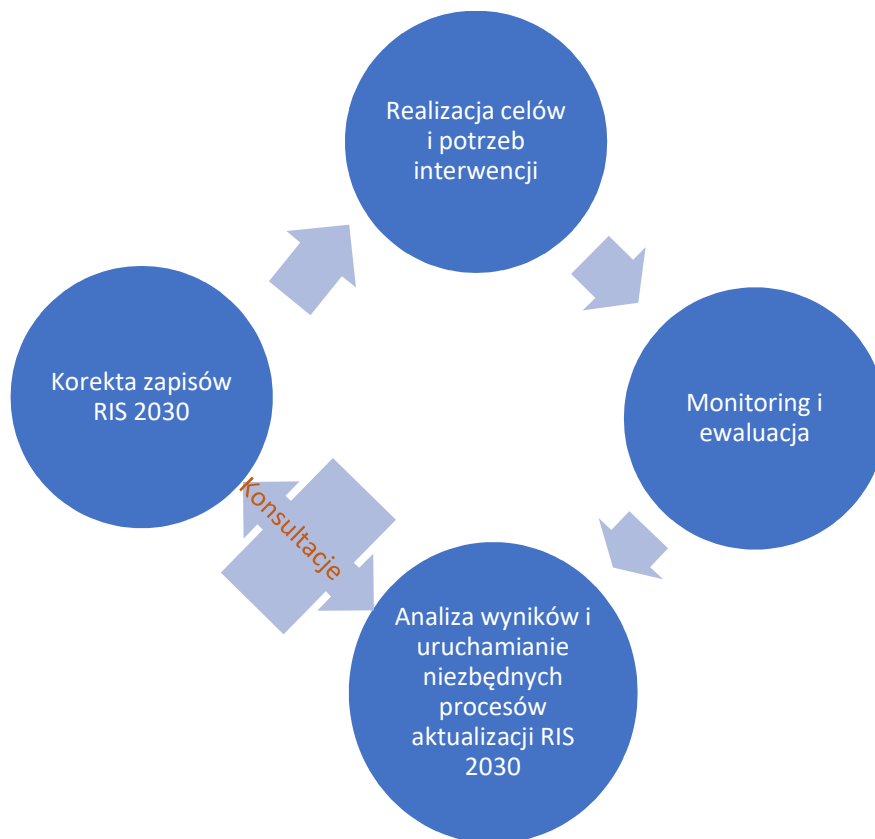 Realizacja celów
i potrzeb
interwencji
Korekta zapisów
RIS 2030
Monitoring i
ewaluacja
Konsultacje
Analiza wyników i
uruchamianie
niezbędnych
procesów
aktualizacji RIS
2030